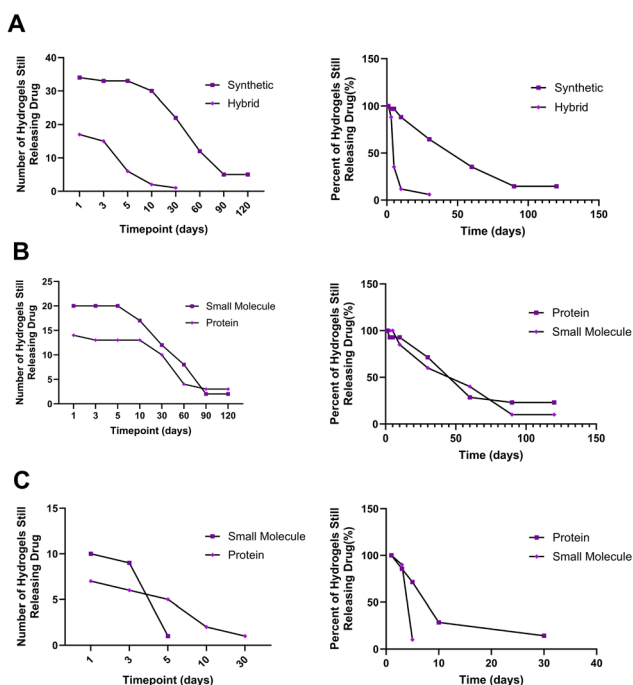 A
Number of Hydrogels Still
Releasing Drug
40
30
20
10
0
1 3 5 10 30 60 90 120
Timepoint (days)
Synthetic
Hybrid
Percent of Hydrogels Still
Releasing Drug(%)
150
100
50
0
0 50 100 150
Time (days)
Synthetic
Hybrid
B
Number of Hydrogels Still
Releasing Drug
25
20
15
10
5
0
1 3 5 10 30 60 90 120
Timepoint (days)
Small Molecule
Protein
Percent of Hydrogels Still
Releasing Drug(%)
150
100
50
0
0 50 100 150
Time (days)
Protein
Small Molecule
C
Number of Hydrogels Still
Releasing Drug
15
10
5
0
1 3 5 10 30
Timepoint (days)
Small Molecule
Protein
Percent of Hydrogels Still
Releasing Drug(%)
150
100
50
0
0 10 20 30 40
Time (days)
Protein
Small Molecule